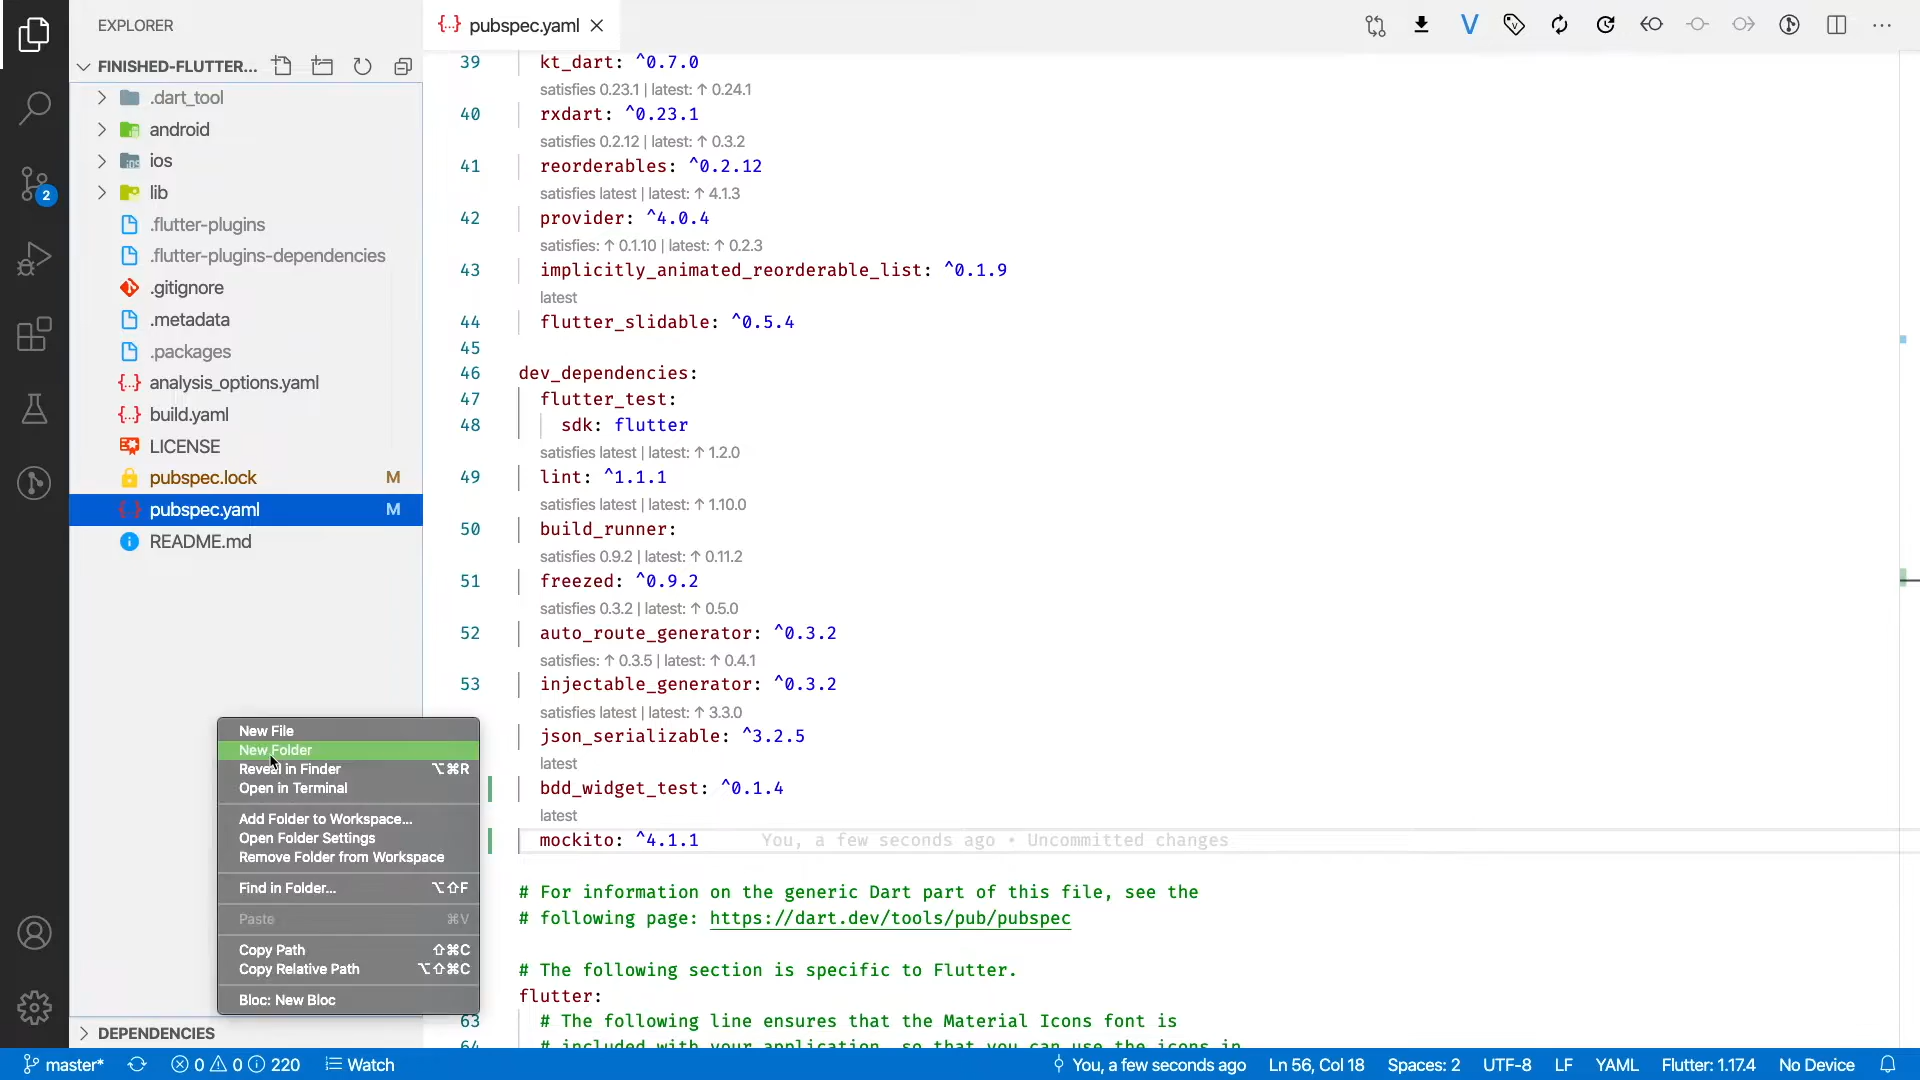 EXPLORER
{..} pubspec.yaml
FINISHED-FLUTTER...
.dart_tool
android
ios
lib
2
.flutter-plugins
.flutter-plugins-dependencies
.gitignore
.metadata
.packages
{..} analysis_options.yaml
{..} build.yaml
LICENSE
pubspec.lock M
{..} pubspec.yaml M
README.md
39 kt_dart: ^0.7.0
satisfies 0.23.1 | latest: ↑ 0.24.1
40 rxdart: ^0.23.1
satisfies 0.2.12 | latest: ↑ 0.3.2
41 reorderables: ^0.2.12
satisfies latest | latest: ↑ 4.1.3
42 provider: ^4.0.4
satisfies: ↑ 0.1.10 | latest: ↑ 0.2.3
43 implicitly_animated_reorderable_list: ^0.1.9
latest
44 flutter_slidable: ^0.5.4
45
46 dev_dependencies:
47 flutter_test:
48 sdk: flutter
satisfies latest | latest: ↑ 1.2.0
49 lint: ^1.1.1
satisfies latest | latest: ↑ 1.10.0
50 build_runner:
satisfies 0.9.2 | latest: ↑ 0.11.2
51 freezed: ^0.9.2
satisfies 0.3.2 | latest: ↑ 0.5.0
52 auto_route_generator: ^0.3.2
satisfies: ↑ 0.3.5 | latest: ↑ 0.4.1
53 injectable_generator: ^0.3.2
satisfies latest | latest: ↑ 3.3.0
json_serializable: ^3.2.5
latest
bdd_widget_test: ^0.1.4
latest
mockito: ^4.1.1 You, a few seconds ago • Uncommitted changes
# For information on the generic Dart part of this file, see the
# following page: https://dart.dev/tools/pub/pubspec
# The following section is specific to Flutter.
flutter:
63 # The following line ensures that the Material Icons font is
64 # included with your application, so that you can use the icons in
New File
New Folder
Reveal in Finder ⌥⌘R
Open in Terminal
Add Folder to Workspace...
Open Folder Settings
Remove Folder from Workspace
Find in Folder... ⌥⇧F
Paste ⌘V
Copy Path ⇧⌘C
Copy Relative Path ⌥⇧⌘C
Bloc: New Bloc
DEPENDENCIES
master* 0 0 220 Watch You, a few seconds ago Ln 56, Col 18 Spaces: 2 UTF-8 LF YAML Flutter: 1.17.4 No Device